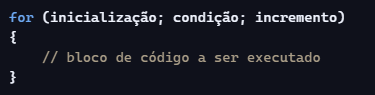 for (inicialização; condição; incremento)
{
    // bloco de código a ser executado
}